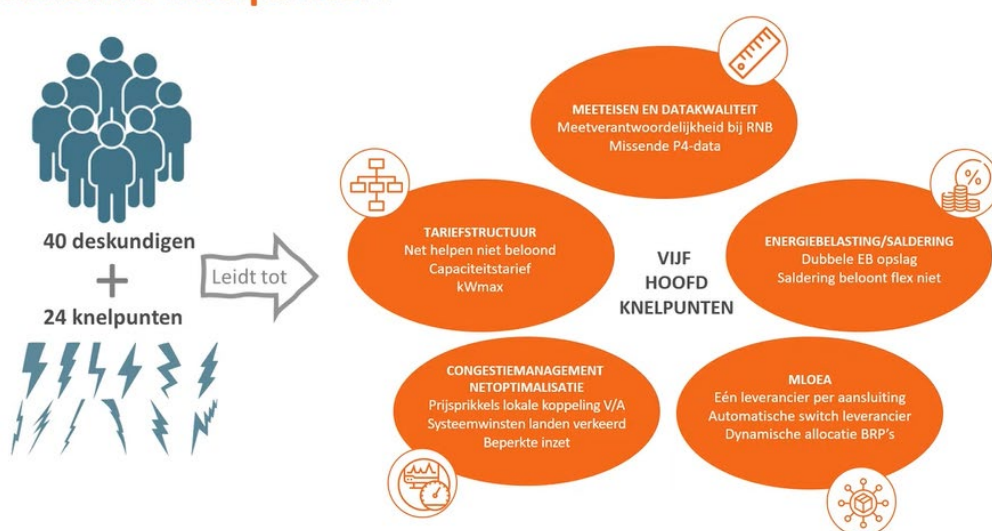 40 deskundigen
24 knelpunten
Leidt tot
MEETEISEN EN DATAKWALITEIT
Meetverantwoordelijkheid bij RNB
Missende P4-data
TARIEFSTRUCTUUR
Net helpen niet beloond
Capaciteitstarief
kWmax
VIJF
HOOFD
KNELPUNTEN
%
ENERGIEBELASTING/SALDERING
Dubbele EB opslag
Saldering beloont flex niet
CONGESTIEMANAGEMENT
NETOPTIMALISATIE
Prijsprikkels lokale koppeling V/A
Systeemwinsten landen verkeerd
Beperkte inzet
MLOEA
Eén leverancier per aansluiting
Automatische switch leverancier
Dynamische allocatie BRP's